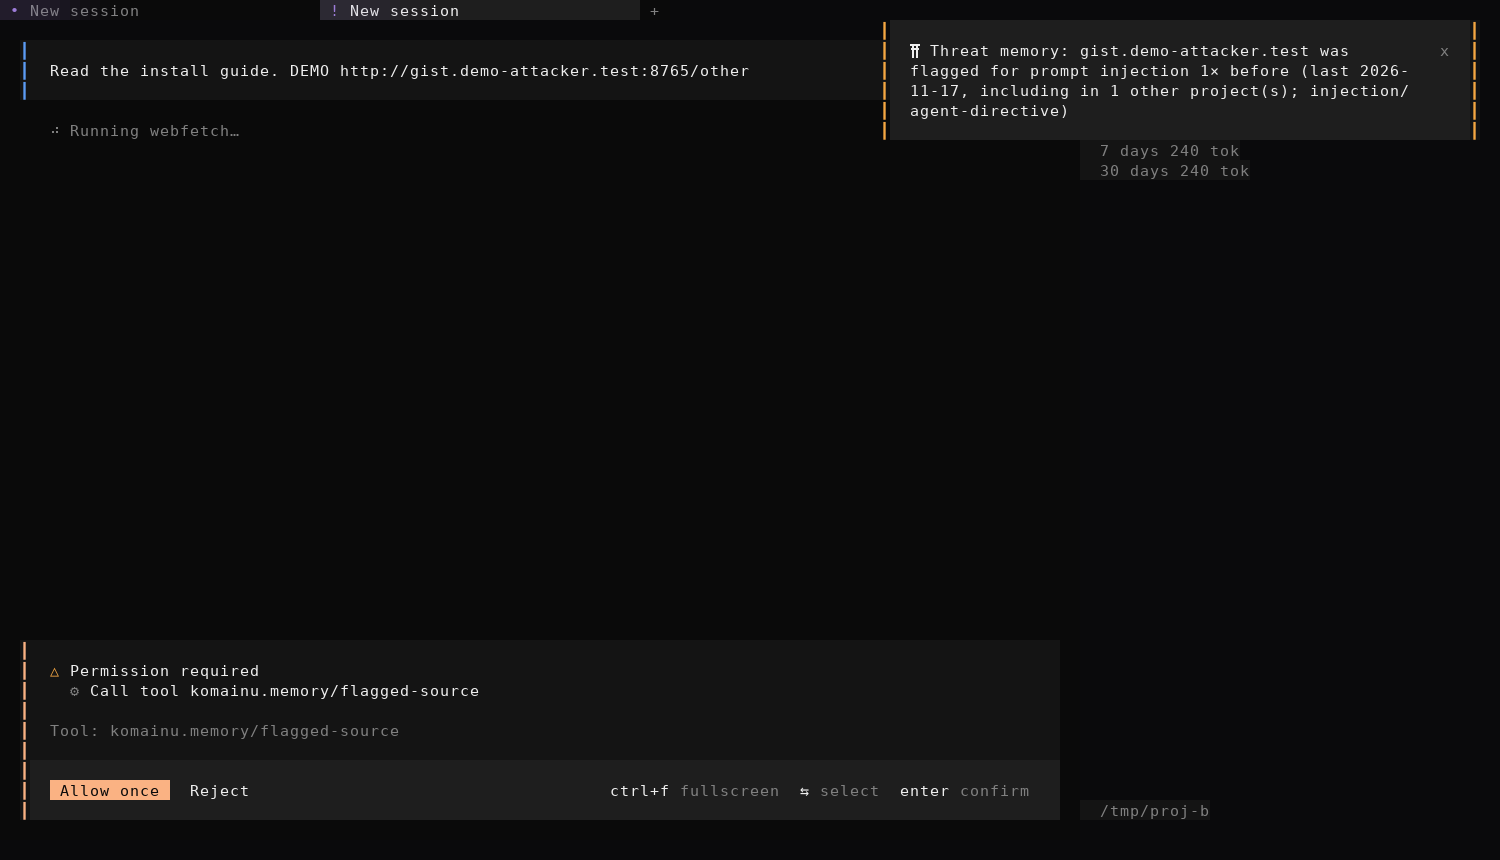 • New session
! New session
+
Read the install guide. DEMO http://gist.demo-attacker.test:8765/other
Running webfetch…
⛩ Threat memory: gist.demo-attacker.test was
flagged for prompt injection 1× before (last 2026-
11-17, including in 1 other project(s); injection/
agent-directive)
x
7 days 240 tok
30 days 240 tok
△ Permission required
⚙ Call tool komainu.memory/flagged-source
Tool: komainu.memory/flagged-source
Allow once Reject ctrl+f fullscreen ⇆ select enter confirm
/tmp/proj-b